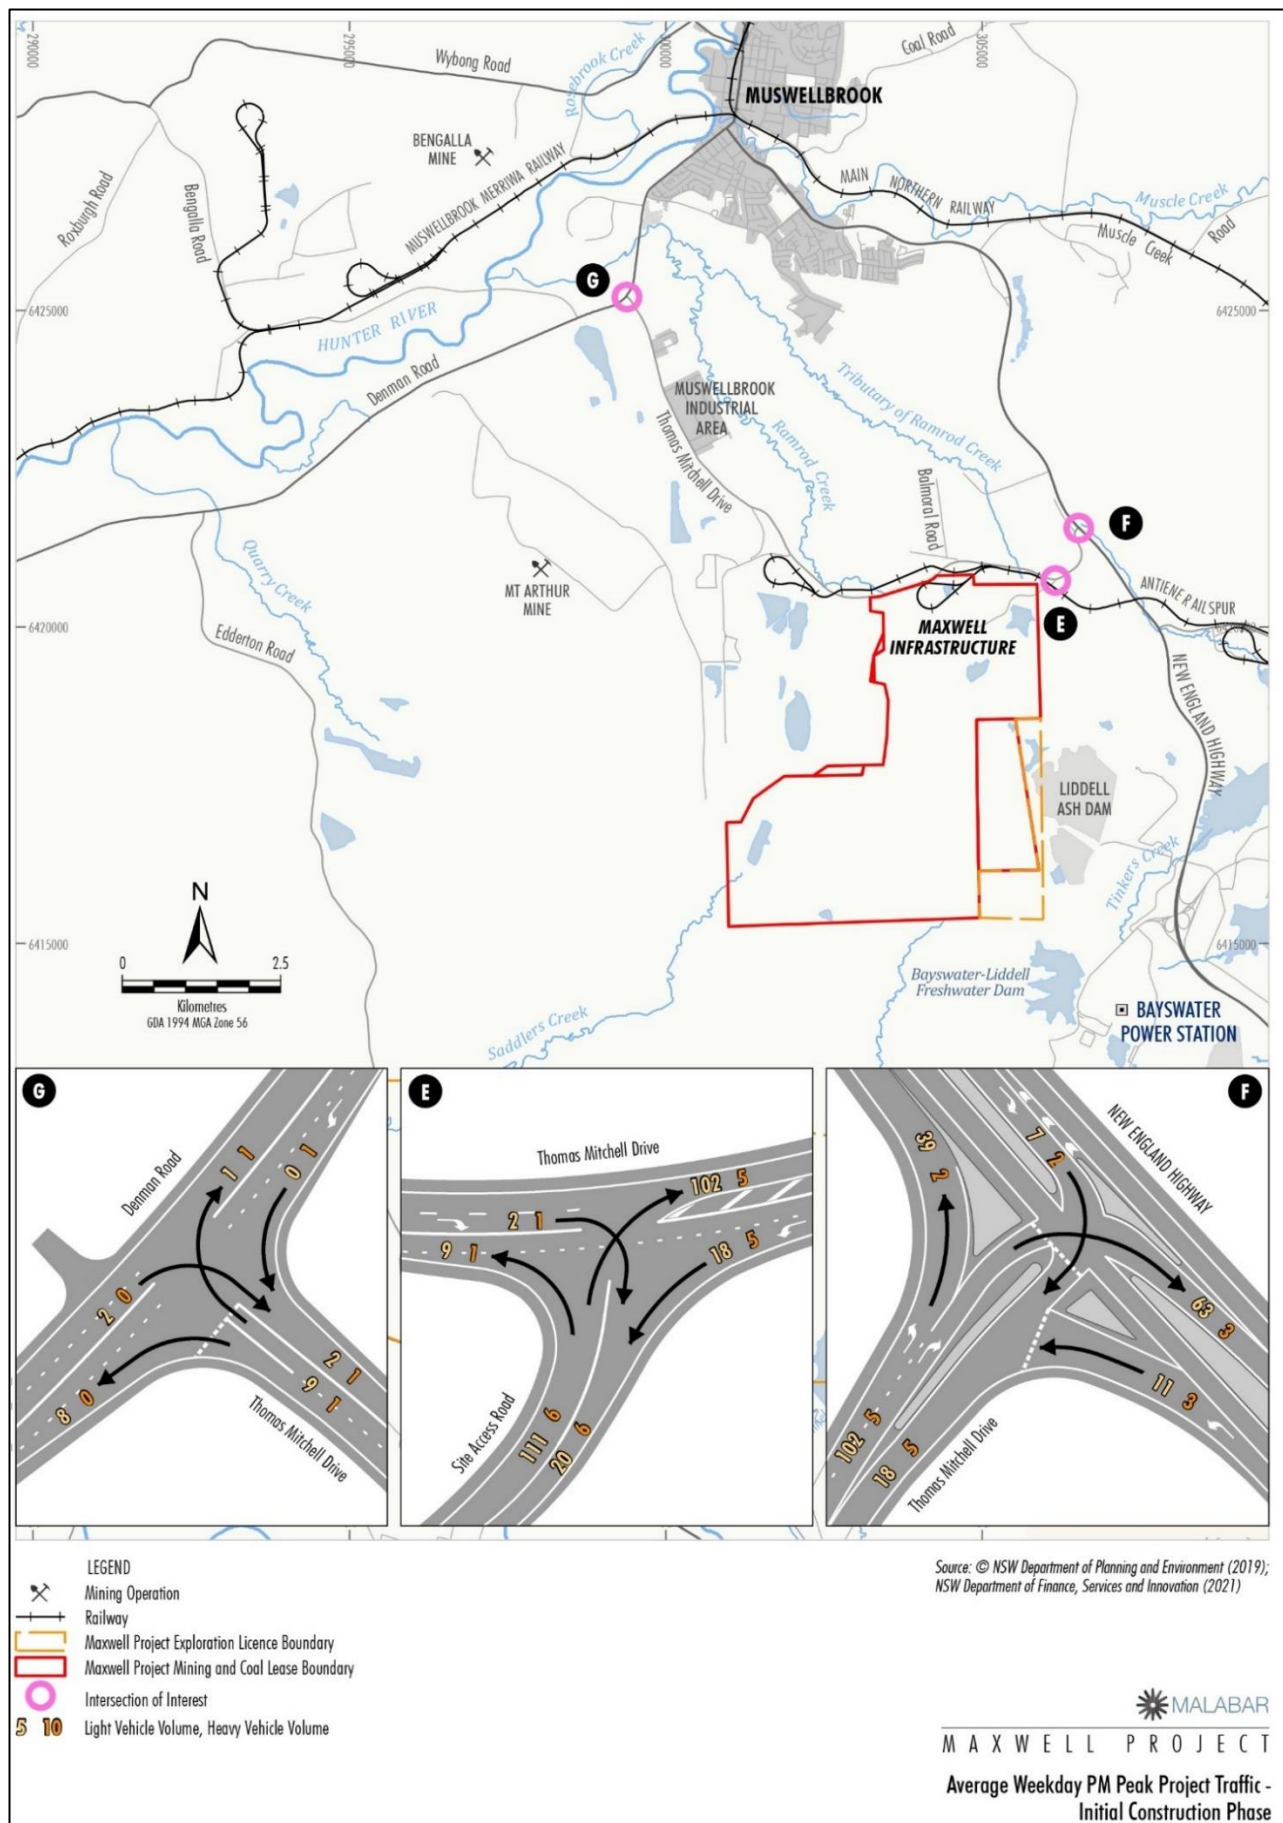 290000
295000
300000
305000
Wybong Road
Rosebrook Creek
Coal Road
MUSWELLBROOK
BENGALLA
MINE
Roxburgh Road
Bengalla Road
MUSWELLBROOK MERRIWA RAILWAY
MAIN NORTHERN RAILWAY
Muscle Creek
Muscle Creek Road
G
6425000
6425000
HUNTER RIVER
Denman Road
MUSWELLBROOK
INDUSTRIAL
AREA
Thomas Mitchell Drive
Ramrod Creek
Tributary of Ramrod Creek
Balmoral Road
F
Quarry Creek
MT ARTHUR
MINE
ANTIENE RAIL SPUR
6420000
E
MAXWELL
INFRASTRUCTURE
Edderton Road
NEW ENGLAND HIGHWAY
LIDDELL
ASH DAM
Tinkers Creek
N
0 2.5
Kilometres
GDA 1994 MGA Zone 56
6415000
6415000
Bayswater-Liddell
Freshwater Dam
Saddlers Creek
BAYSWATER
POWER STATION
G
Denman Road
1 1
0 1
2 0
8 0
2 1
9 1
Thomas Mitchell Drive
E
Thomas Mitchell Drive
102 5
2 1
9 1
18 5
Site Access Road
111 6
20 6
F
NEW ENGLAND HIGHWAY
39 2
7 2
63 3
11 3
102 5
18 5
Thomas Mitchell Drive
LEGEND
Mining Operation
Railway
Maxwell Project Exploration Licence Boundary
Maxwell Project Mining and Coal Lease Boundary
Intersection of Interest
5 10 Light Vehicle Volume, Heavy Vehicle Volume
Source: © NSW Department of Planning and Environment (2019);
NSW Department of Finance, Services and Innovation (2021)
MALABAR
MAXWELL PROJECT
Average Weekday PM Peak Project Traffic -
Initial Construction Phase